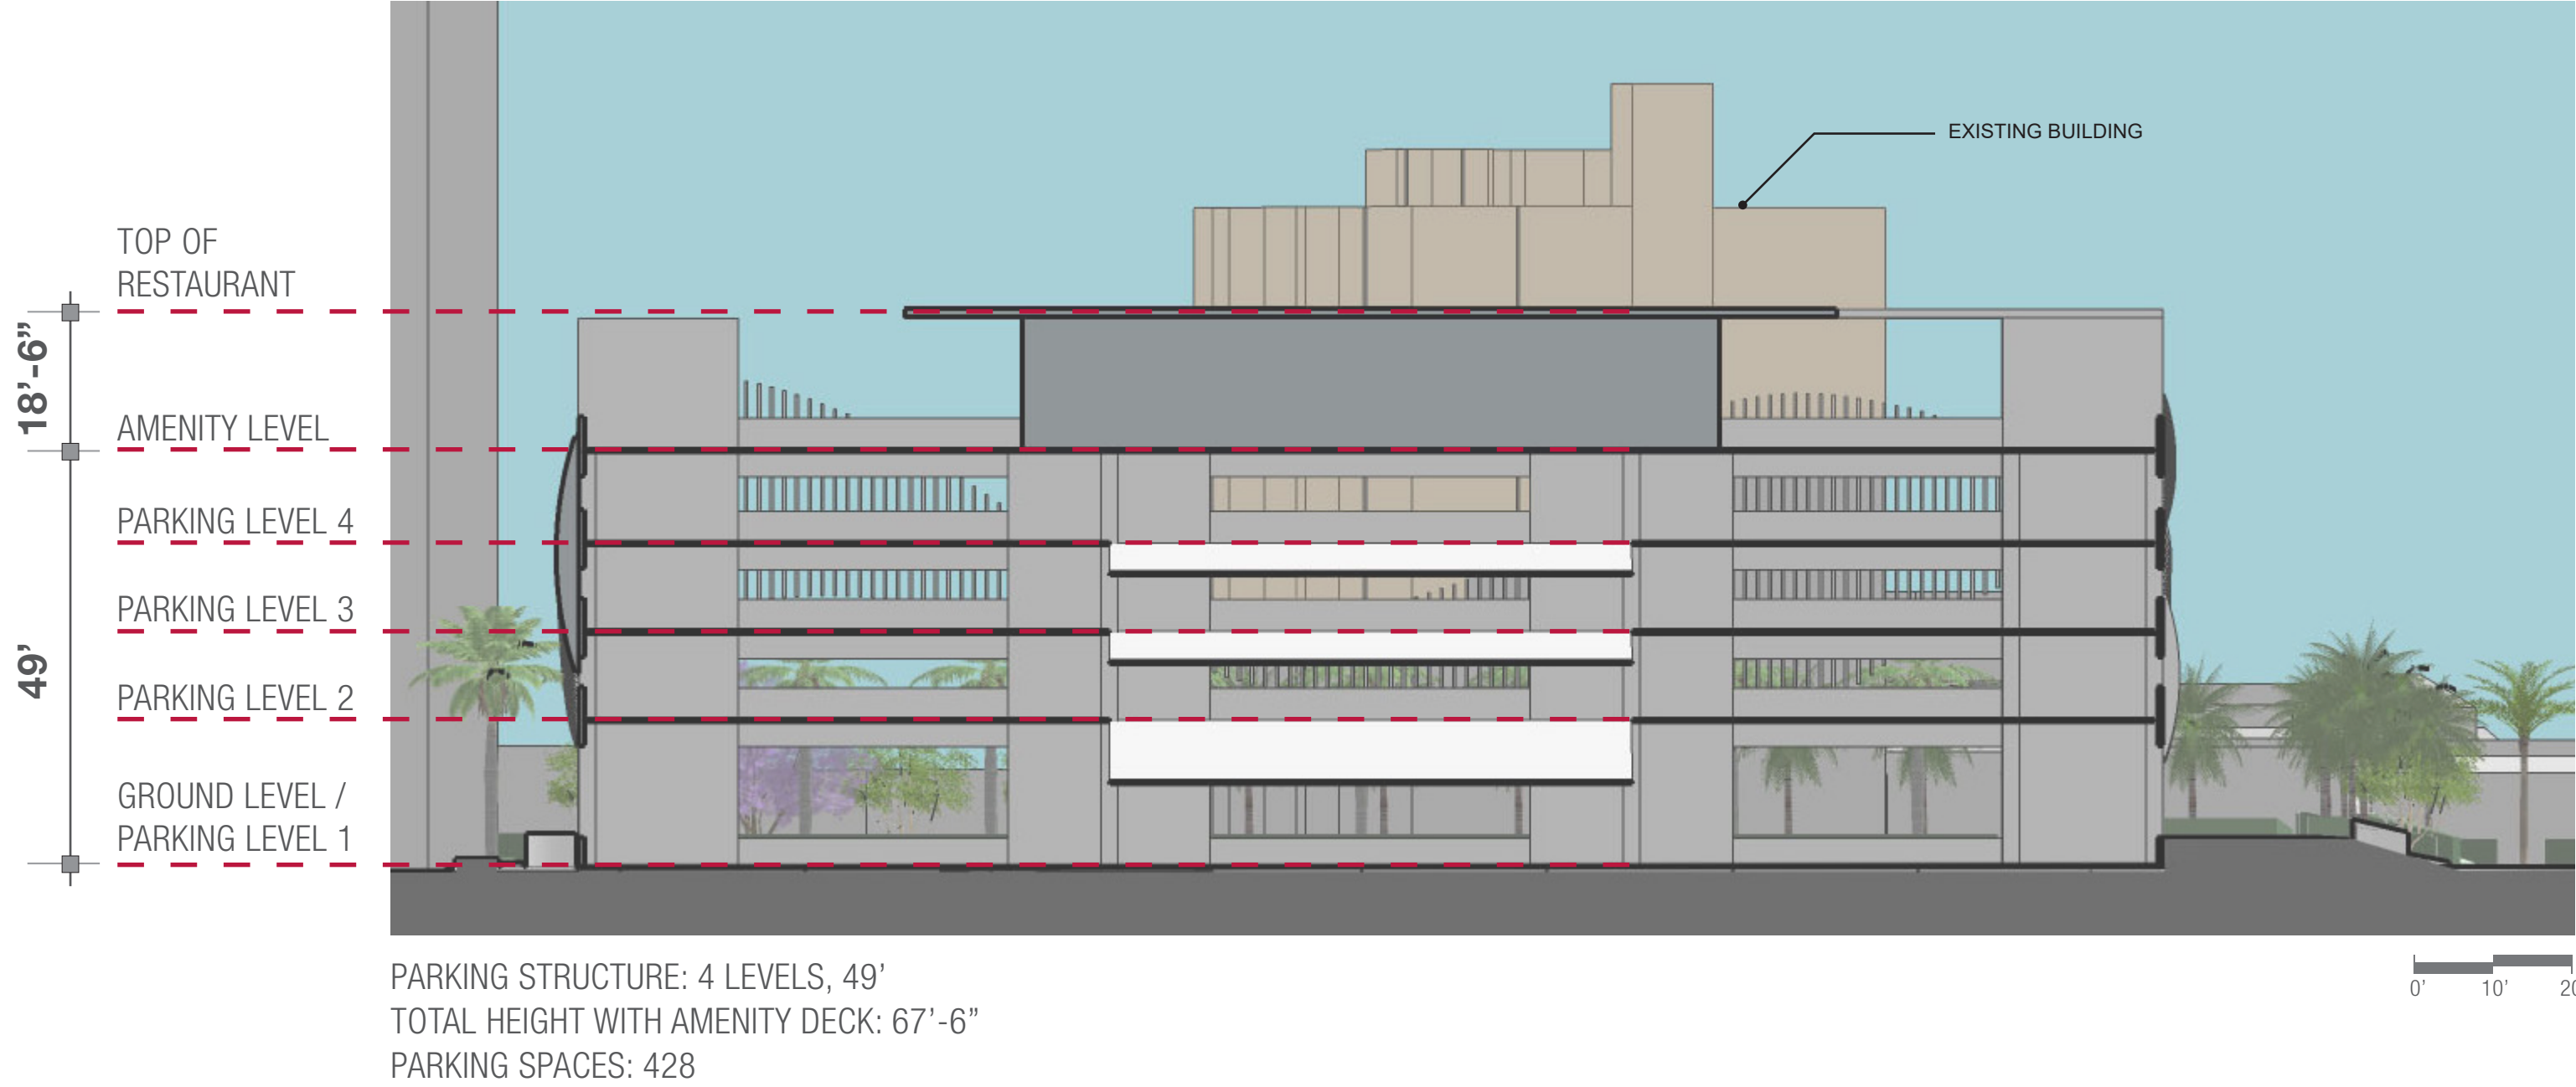 TOP OF
RESTAURANT
18’-6”
AMENITY LEVEL
PARKING LEVEL 4
PARKING LEVEL 3
49’
PARKING LEVEL 2
GROUND LEVEL /
PARKING LEVEL 1
EXISTING BUILDING
PARKING STRUCTURE: 4 LEVELS, 49’
TOTAL HEIGHT WITH AMENITY DECK: 67’-6”
PARKING SPACES: 428
0' 10'